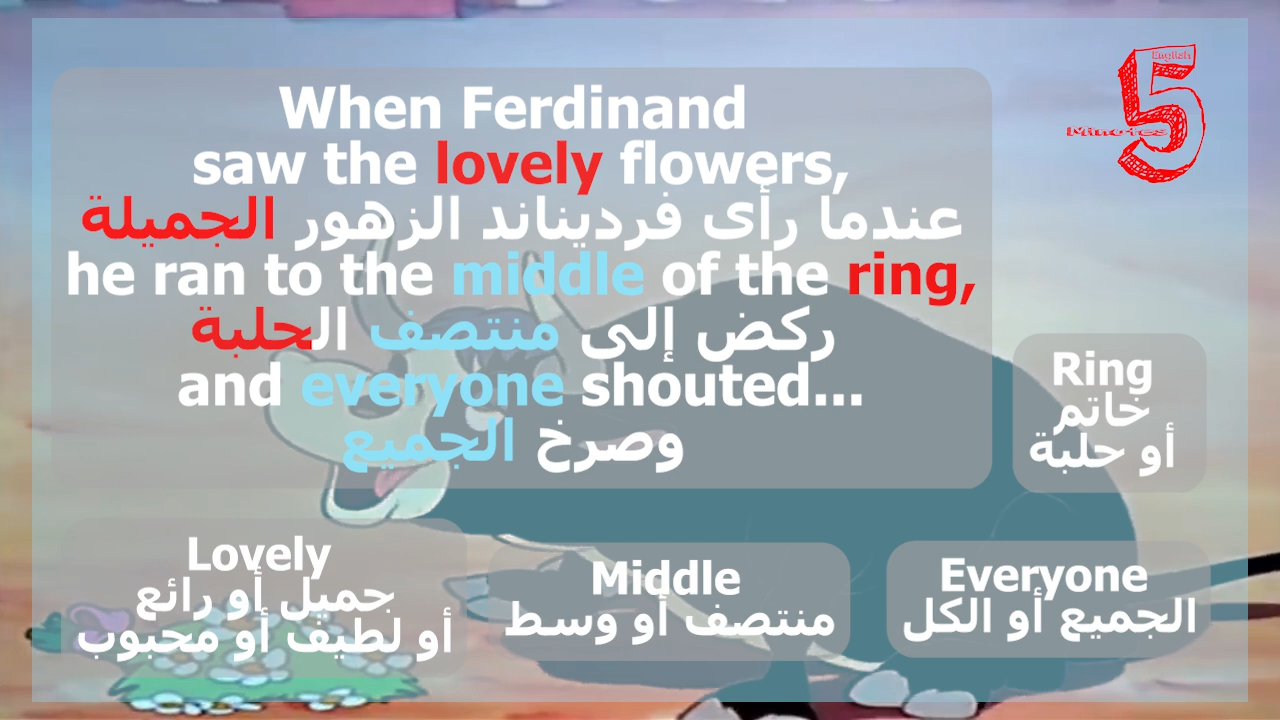 When Ferdinand
saw the lovely flowers,
عندما رأى فرديناند الزهور الجميلة
he ran to the middle of the ring,
ركض إلى منتصف الحلبة
and everyone shouted...
وصرخ الجميع
English
5
Minotes
Ring
خاتم
أو حلبة
Lovely
جميل أو رائع
أو لطيف أو محبوب
Middle
منتصف أو وسط
Everyone
الجميع أو الكل